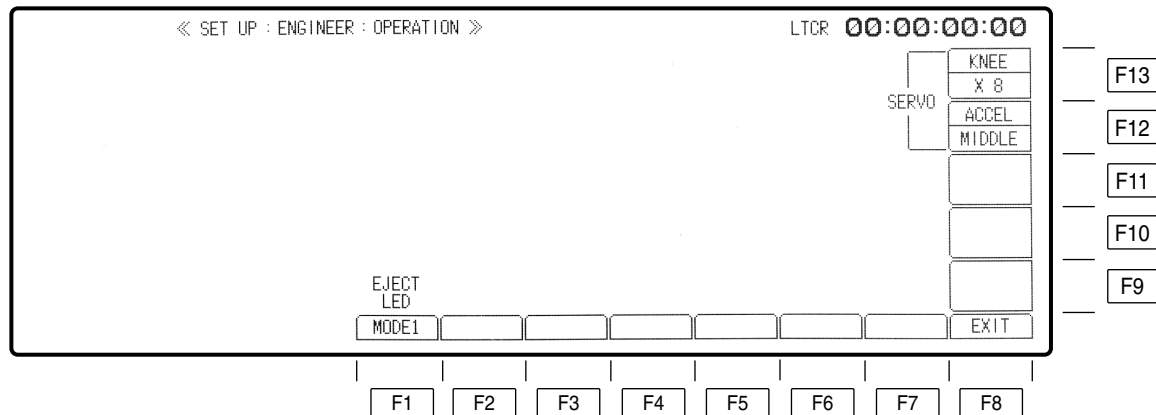 ≪ SET UP : ENGINEER : OPERATION ≫ LTCR 00:00:00:00
KNEE
X 8
SERVO
ACCEL
MIDDLE
F13
F12
F11
F10
F9
EJECT
LED
MODE1 EXIT
F1 F2 F3 F4 F5 F6 F7 F8